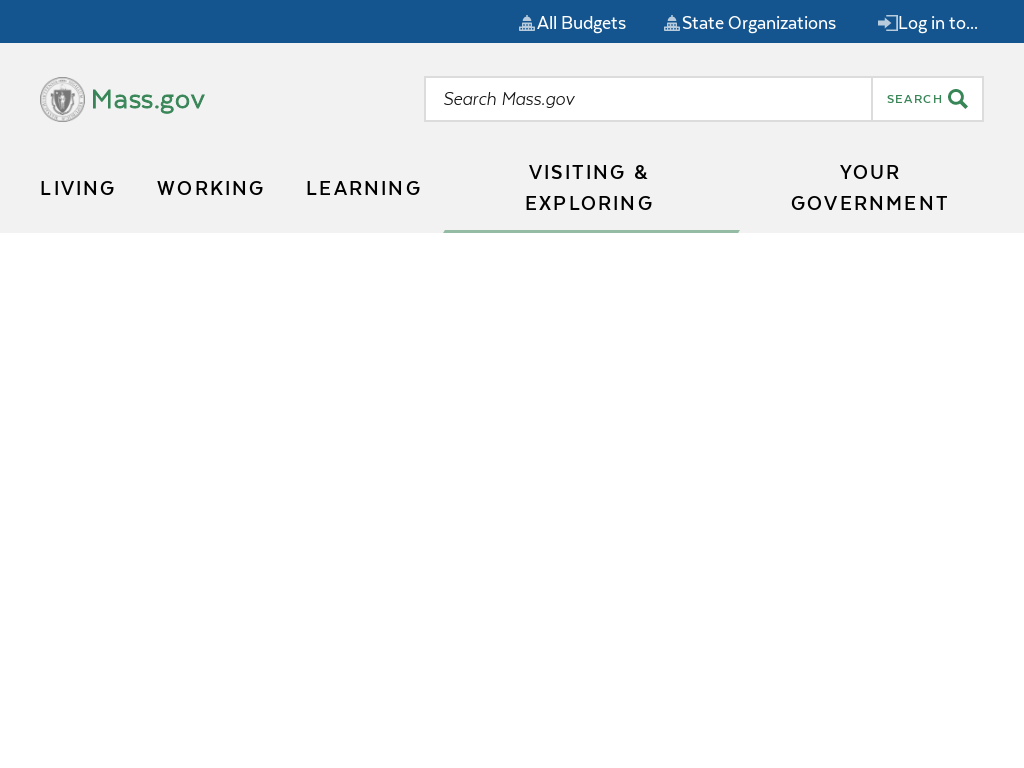 All Budgets State Organizations Log in to...
Mass.gov Search Mass.gov SEARCH
LIVING WORKING LEARNING
VISITING &
EXPLORING
YOUR
GOVERNMENT